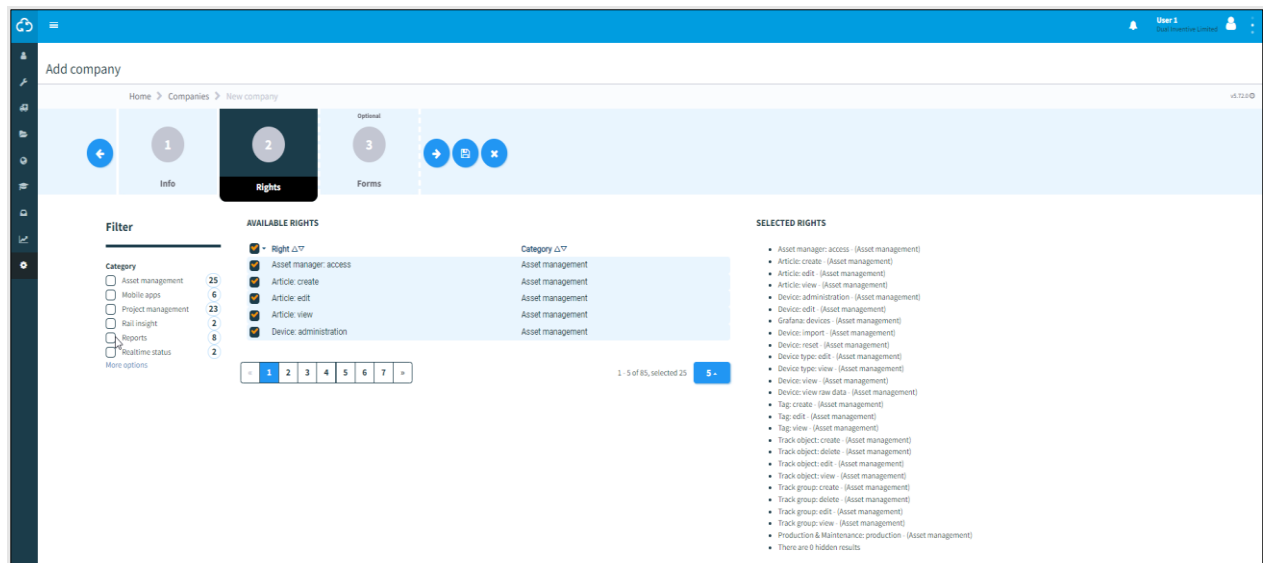 User 1
Dual Inventive Limited
Add company
Home > Companies > New company
v5.72.0
1
Info
2
Rights
Optional
3
Forms
Filter
Category
Asset management 25
Mobile apps 6
Project management 23
Rail insight 2
Reports 8
Realtime status 2
More options
AVAILABLE RIGHTS
Right Category
Asset manager: access Asset management
Article: create Asset management
Article: edit Asset management
Article: view Asset management
Device: administration Asset management
« 1 2 3 4 5 6 7 »
1 - 5 of 85, selected 25
5
SELECTED RIGHTS
Asset manager: access - (Asset management)
Article: create - (Asset management)
Article: edit - (Asset management)
Article: view - (Asset management)
Device: administration - (Asset management)
Device: edit - (Asset management)
Grafana: devices - (Asset management)
Device: import - (Asset management)
Device: reset - (Asset management)
Device type: edit - (Asset management)
Device type: view - (Asset management)
Device: view - (Asset management)
Device: view raw data - (Asset management)
Tag: create - (Asset management)
Tag: edit - (Asset management)
Tag: view - (Asset management)
Track object: create - (Asset management)
Track object: delete - (Asset management)
Track object: edit - (Asset management)
Track object: view - (Asset management)
Track group: create - (Asset management)
Track group: delete - (Asset management)
Track group: edit - (Asset management)
Track group: view - (Asset management)
Production & Maintenance: production - (Asset management)
There are 0 hidden results